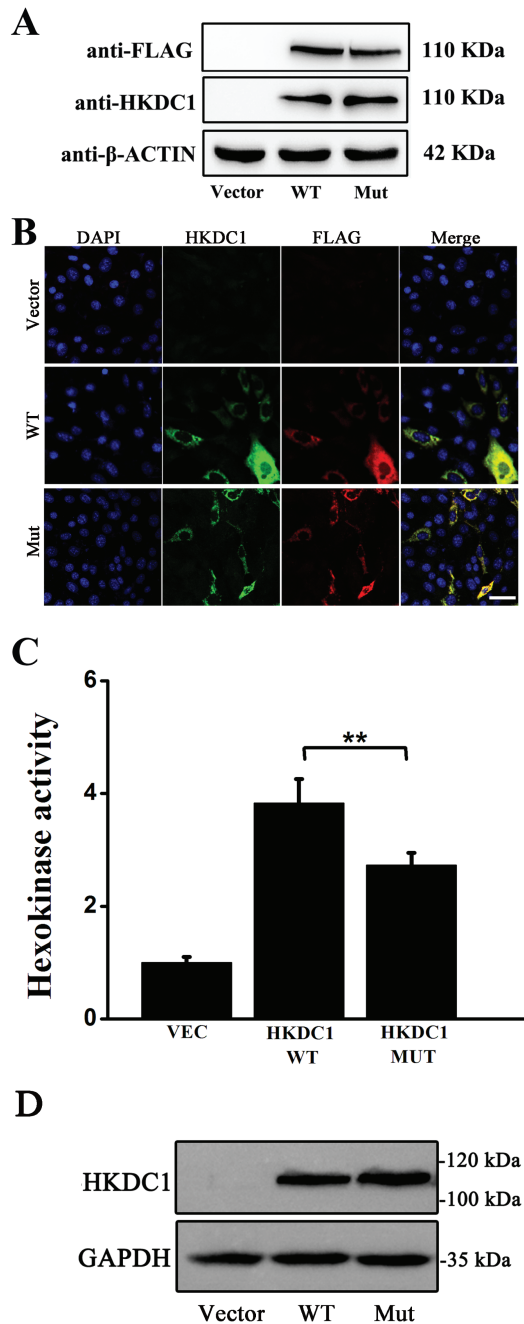 A
anti-FLAG 110 KDa
anti-HKDC1 110 KDa
anti-β-ACTIN 42 KDa
Vector WT Mut
B
DAPI HKDC1 FLAG Merge
Vector
WT
Mut
C
Hexokinase activity
6
4
2
0
**
VEC HKDC1 HKDC1
WT MUT
D
HKDC1 -120 kDa
-100 kDa
GAPDH -35 kDa
Vector WT Mut